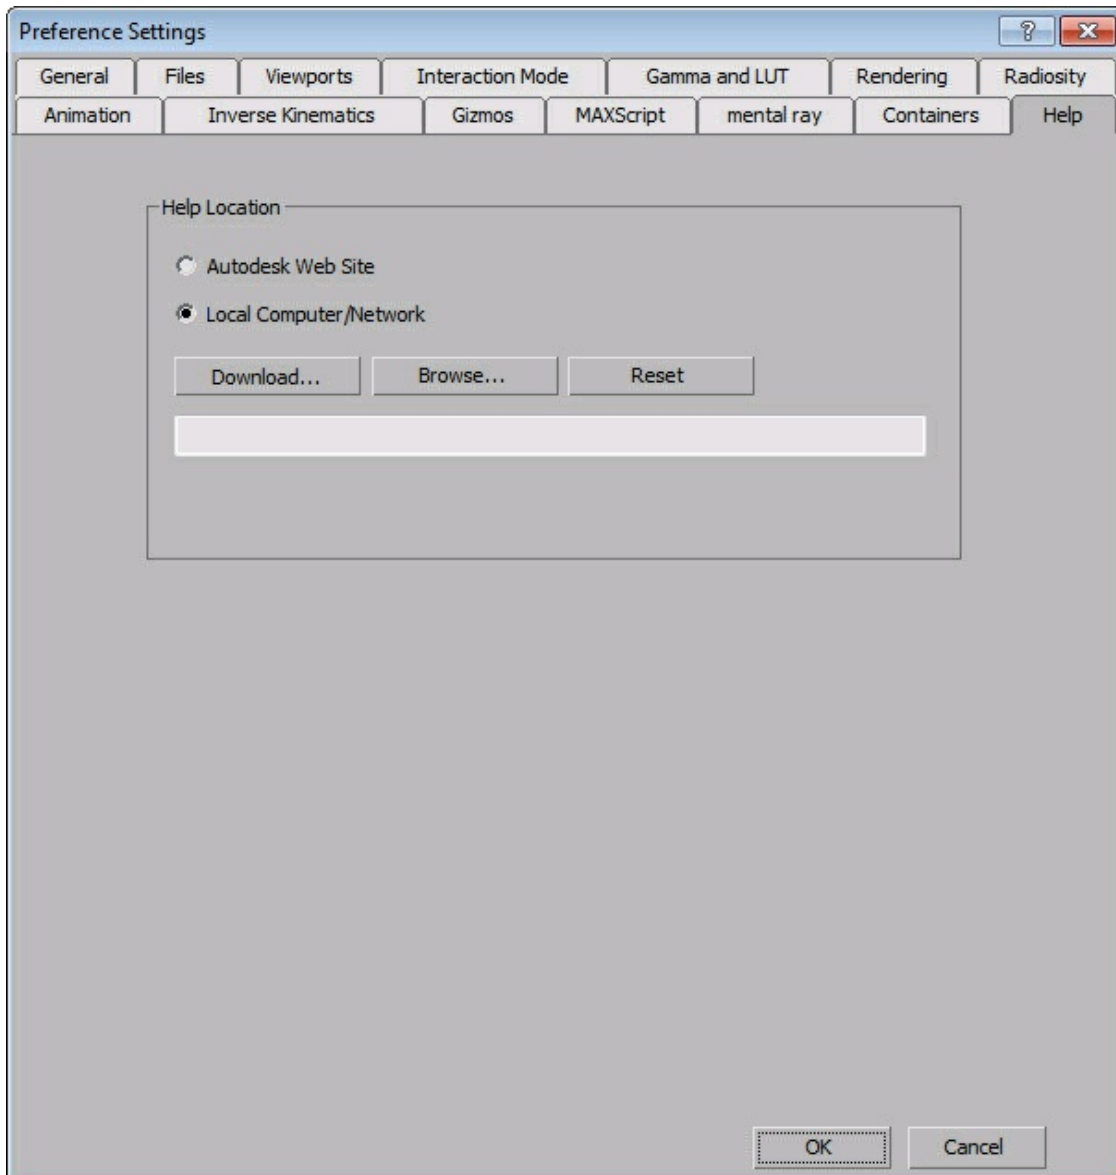 Preference Settings
General Files Viewports Interaction Mode Gamma and LUT Rendering Radiosity
Animation Inverse Kinematics Gizmos MAXScript mental ray Containers Help
Help Location
Autodesk Web Site
Local Computer/Network
Download... Browse... Reset
OK Cancel